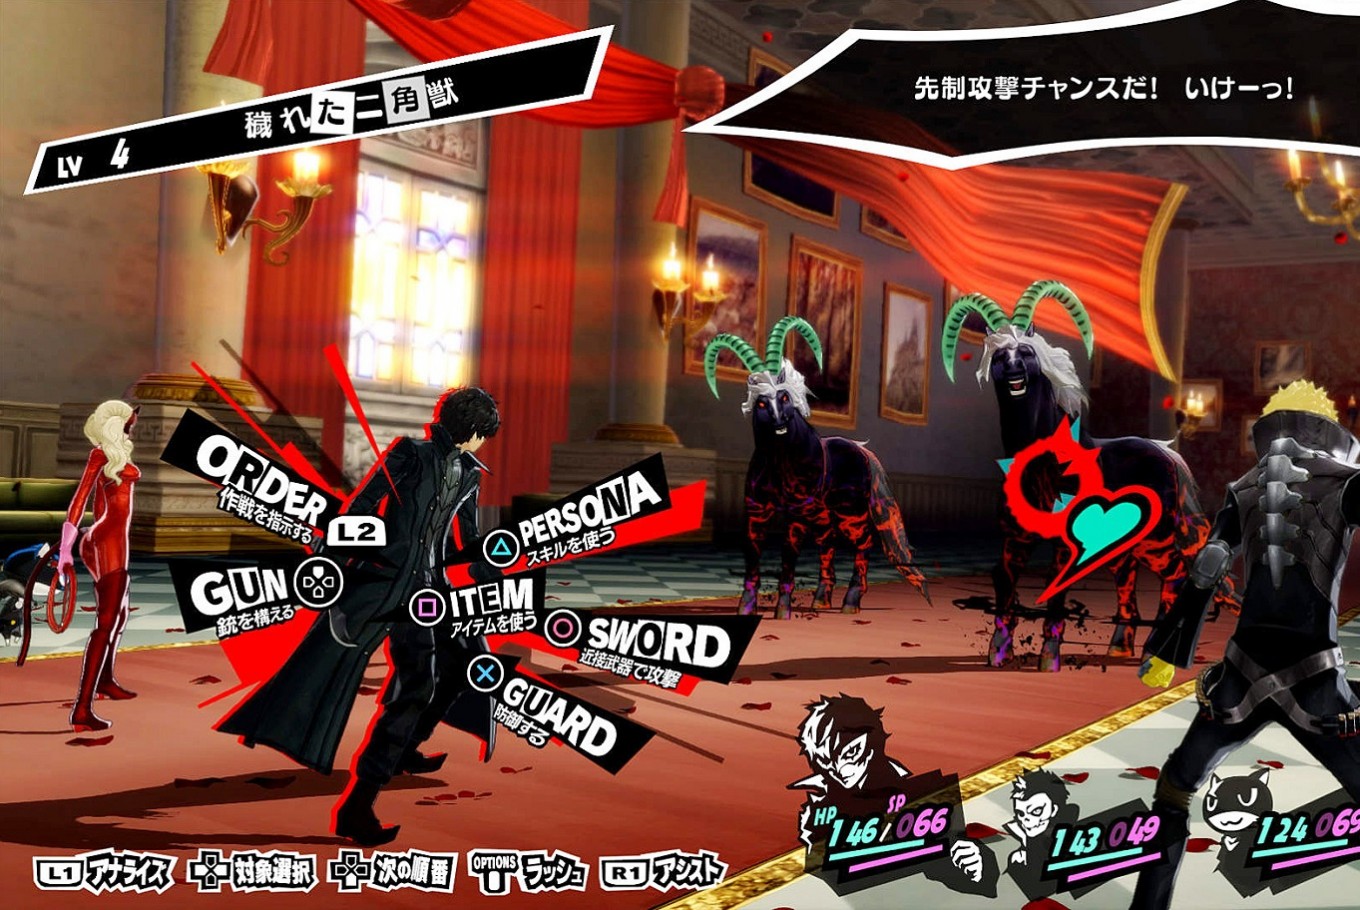 LV 4 穢れた二角獣
先制攻撃チャンスだ! いけーっ!
ORDER
作戦を指示する
L2
PERSONA
スキルを使う
GUN
銃を構える
ITEM
アイテムを使う
SWORD
近接武器で攻撃
GUARD
防御する
HP 146/SP 066
143 049
124 069
L1 アナライズ 対象選択 次の順番 OPTIONS ラッシュ R1 アシスト